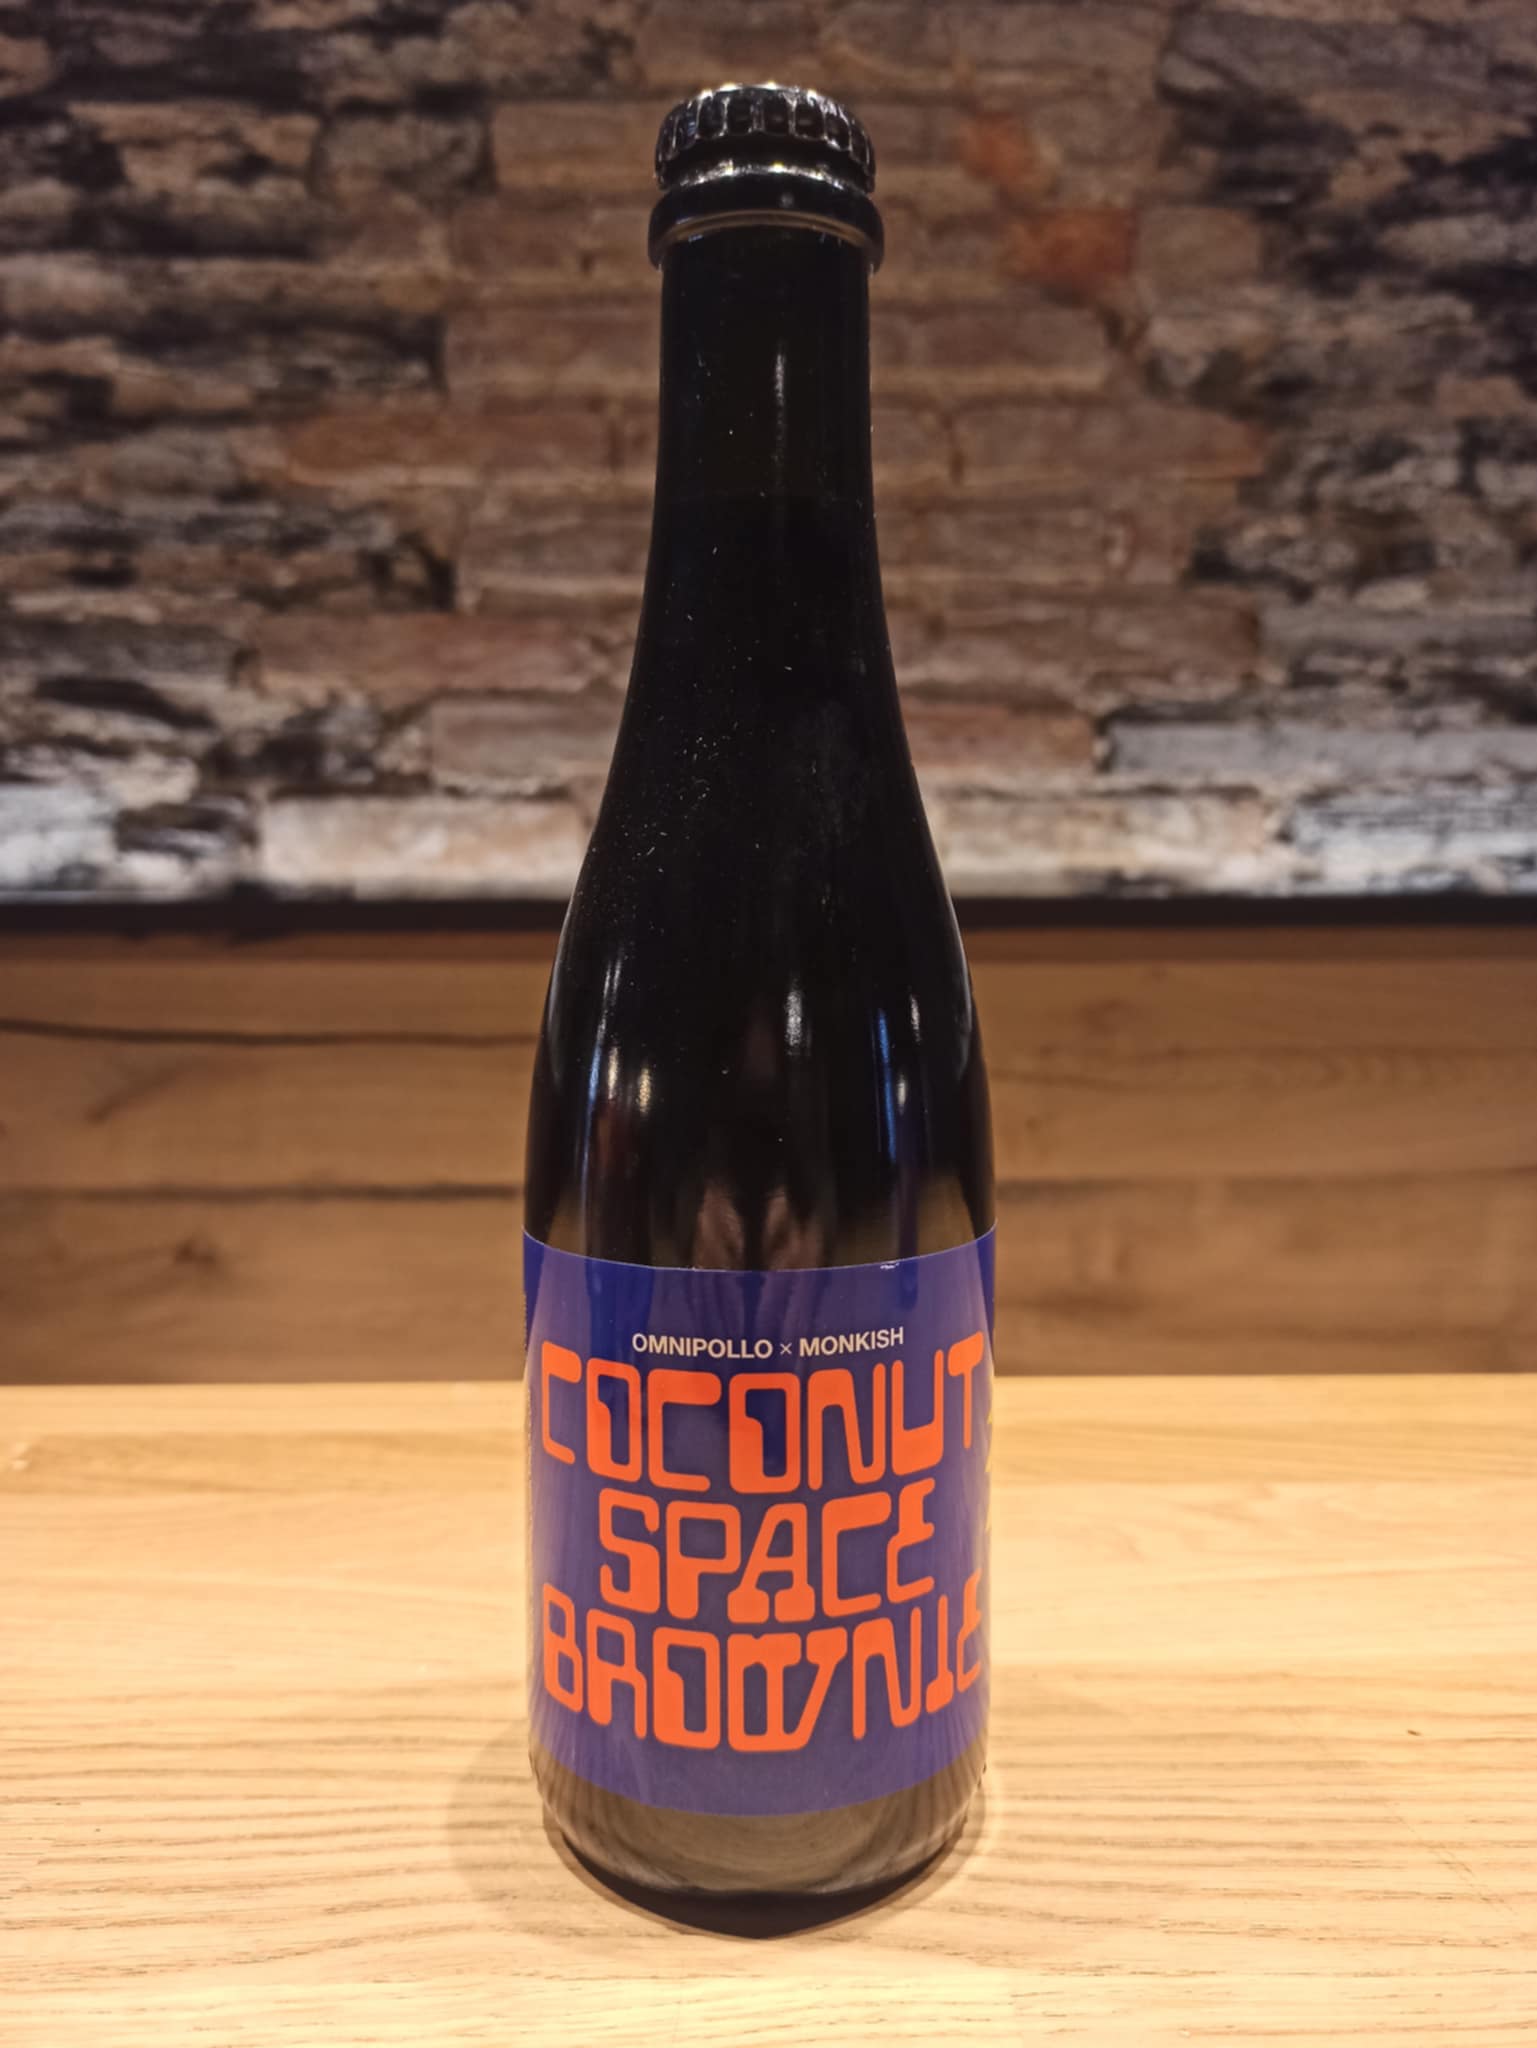 OMNIPOLLO × MONKISH
COCONUT
SPACE
BROWNIE